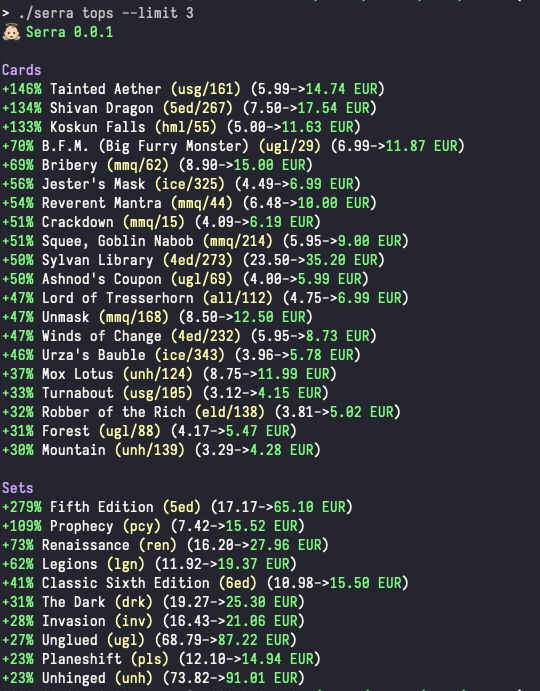 > ./serra tops --limit 3
Serra 0.0.1
Cards
+146% Tainted Aether (usg/161) (5.99->14.74 EUR)
+134% Shivan Dragon (5ed/267) (7.50->17.54 EUR)
+133% Koskun Falls (hml/55) (5.00->11.63 EUR)
+70% B.F.M. (Big Furry Monster) (ugl/29) (6.99->11.87 EUR)
+69% Bribery (mmq/62) (8.90->15.00 EUR)
+56% Jester's Mask (ice/325) (4.49->6.99 EUR)
+54% Reverent Mantra (mmq/44) (6.48->10.00 EUR)
+51% Crackdown (mmq/15) (4.09->6.19 EUR)
+51% Squee, Goblin Nabob (mmq/214) (5.95->9.00 EUR)
+50% Sylvan Library (4ed/273) (23.50->35.20 EUR)
+50% Ashnod's Coupon (ugl/69) (4.00->5.99 EUR)
+47% Lord of Tresserhorn (all/112) (4.75->6.99 EUR)
+47% Unmask (mmq/168) (8.50->12.50 EUR)
+47% Winds of Change (4ed/232) (5.95->8.73 EUR)
+46% Urza's Bauble (ice/343) (3.96->5.78 EUR)
+37% Mox Lotus (unh/124) (8.75->11.99 EUR)
+33% Turnabout (usg/105) (3.12->4.15 EUR)
+32% Robber of the Rich (eld/138) (3.81->5.02 EUR)
+31% Forest (ugl/88) (4.17->5.47 EUR)
+30% Mountain (unh/139) (3.29->4.28 EUR)
Sets
+279% Fifth Edition (5ed) (17.17->65.10 EUR)
+109% Prophecy (pcy) (7.42->15.52 EUR)
+73% Renaissance (ren) (16.20->27.96 EUR)
+62% Legions (lgn) (11.92->19.37 EUR)
+41% Classic Sixth Edition (6ed) (10.98->15.50 EUR)
+31% The Dark (drk) (19.27->25.30 EUR)
+28% Invasion (inv) (16.43->21.06 EUR)
+27% Unglued (ugl) (68.79->87.22 EUR)
+23% Planeshift (pls) (12.10->14.94 EUR)
+23% Unhinged (unh) (73.82->91.01 EUR)